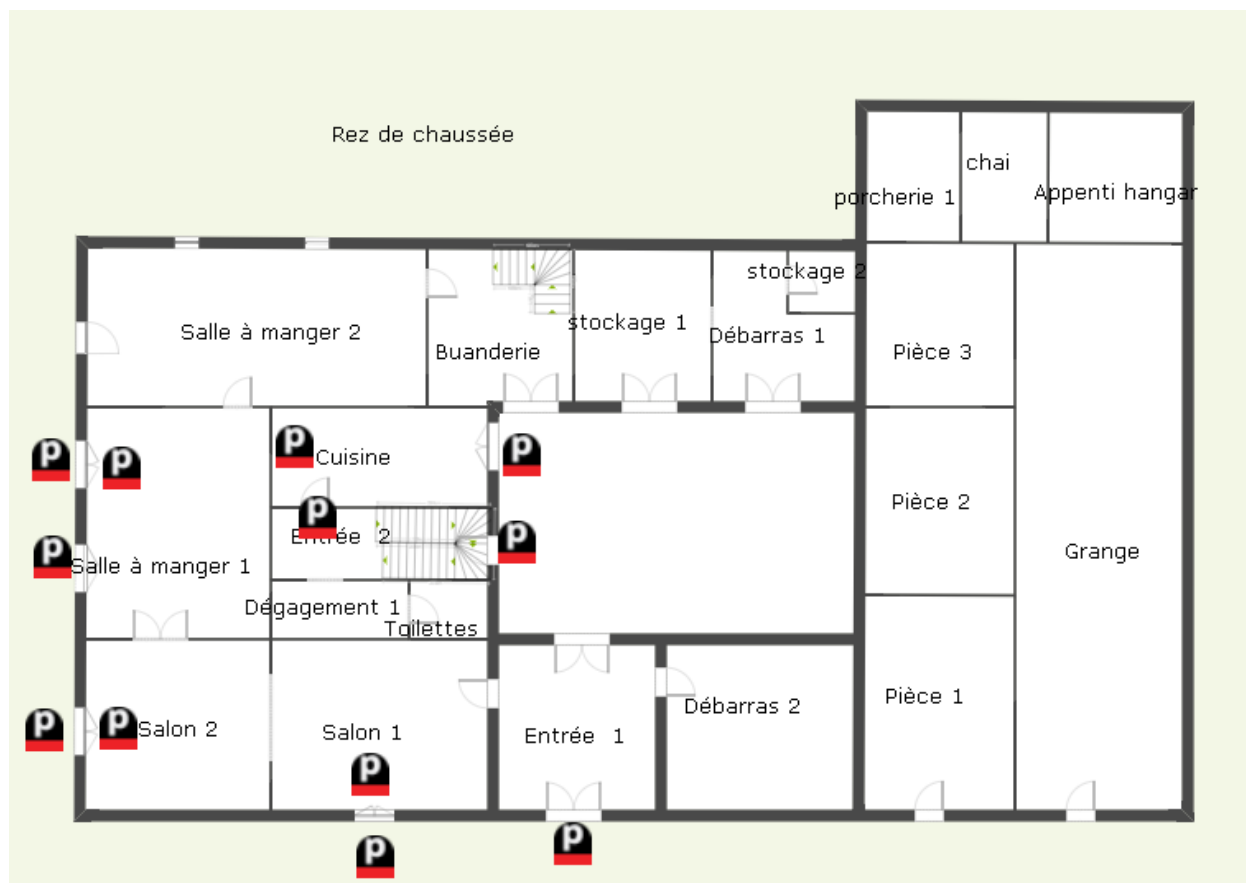 Rez de chaussée
chai
porcherie 1
Appenti hangar
stockage 2
Salle à manger 2
stockage 1
Débarras 1
Buanderie
Pièce 3
p
p
p
Cuisine
p
p
Entrée  2
p
Pièce 2
p
Salle à manger 1
Grange
Dégagement 1
Toilettes
p
p
Salon 2
Salon 1
Entrée  1
Débarras 2
Pièce 1
p
p
p